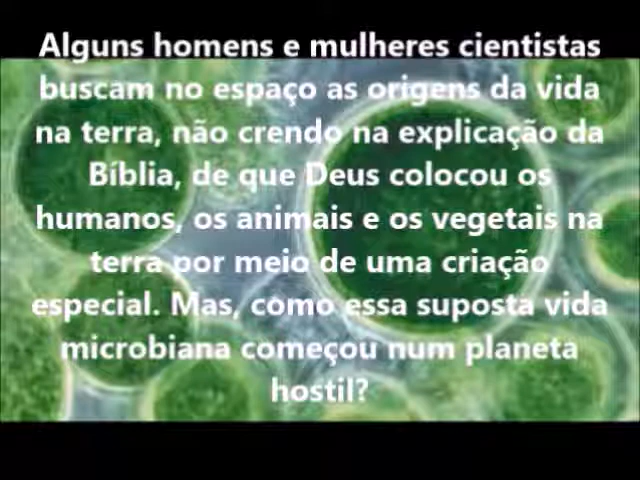 Alguns homens e mulheres cientistas
buscam no espaço as origens da vida
na terra, não crendo na explicação da
Bíblia, de que Deus colocou os
humanos, os animais e os vegetais na
terra por meio de uma criação
especial. Mas, como essa suposta vida
microbiana começou num planeta
hostil?